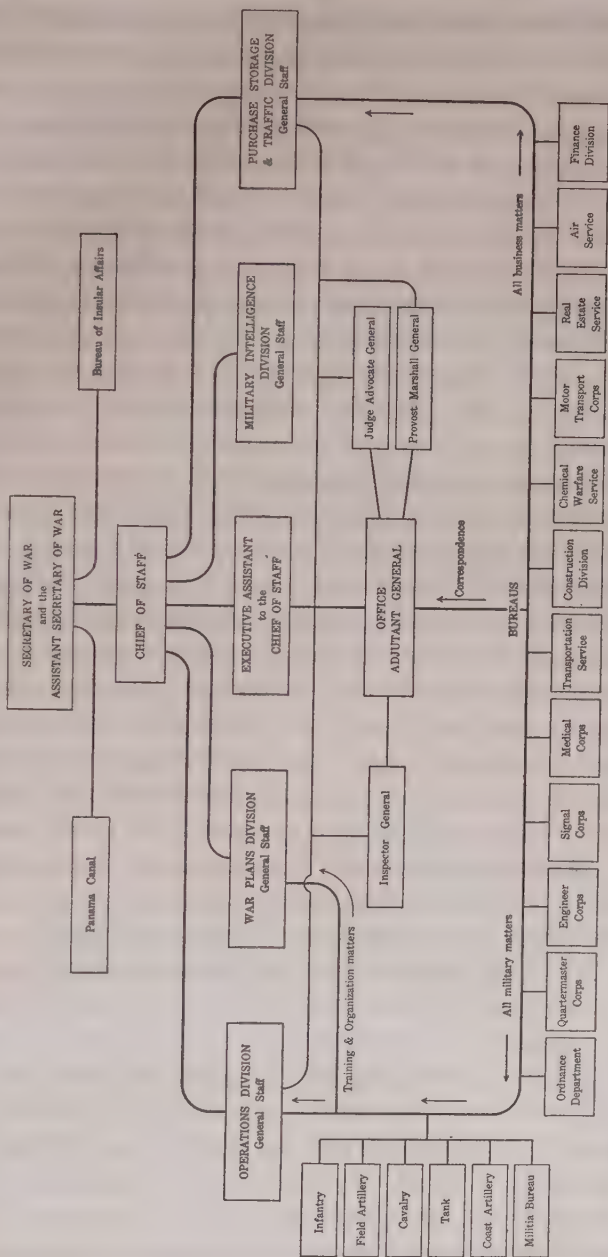 SECRETARY OF WAR
and the
ASSISTANT SECRETARY OF WAR
Panama Canal
Bureau of Insular Affairs
CHIEF OF STAFF
OPERATIONS DIVISION
General Staff
WAR PLANS DIVISION
General Staff
EXECUTIVE ASSISTANT
to the
CHIEF OF STAFF
MILITARY INTELLIGENCE
DIVISION
General Staff
PURCHASE STORAGE
& TRAFFIC DIVISION
General Staff
Training & Organization matters
Inspector General
OFFICE
ADJUTANT GENERAL
Judge Advocate General
Provost Marshall General
Infantry
Field Artillery
Cavalry
Tank
Coast Artillery
Militia Bureau
Correspondence
All military matters
BUREAUS
All business matters
Ordnance
Department
Quartermaster
Corps
Engineer
Corps
Signal
Corps
Medical
Corps
Transportation
Service
Construction
Division
Chemical
Warfare
Service
Motor
Transport
Corps
Real
Estate
Service
Air
Service
Finance
Division